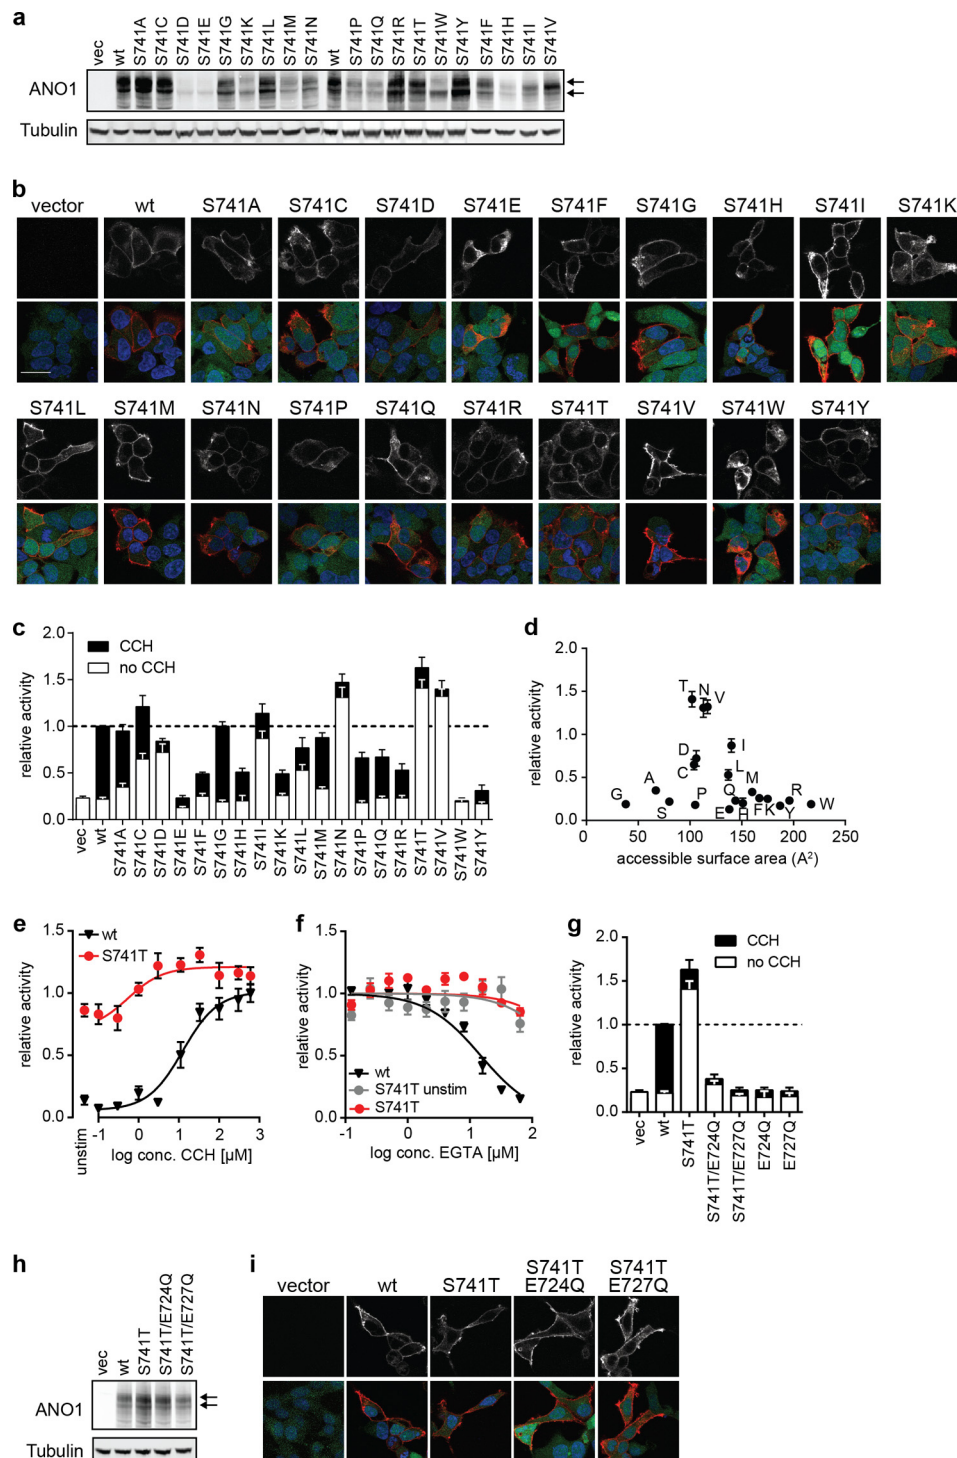 a
vec wt S741A S741C S741D S741E S741G S741K S741L S741M S741N wt S741P S741Q S741R S741T S741W S741Y S741F S741H S741I S741V
ANO1
Tubulin
b
vector wt S741A S741C S741D S741E S741F S741G S741H S741I S741K
S741L S741M S741N S741P S741Q S741R S741T S741V S741W S741Y
c
2.0
1.5
1.0
0.5
0.0
relative activity
CCH
no CCH
vec wt S741A S741C S741D S741E S741F S741G S741H S741I S741K S741L S741M S741N S741P S741Q S741R S741T S741V S741W S741Y
d
2.0
1.5
1.0
0.5
0.0
relative activity
T N V
D I
C L
A Q M R
G S P E H F K Y W
0 50 100 150 200 250
accessible surface area (A²)
e
1.5
1.0
0.5
0.0
relative activity
wt
S741T
unstim -1 0 1 2 3
log conc. CCH [µM]
f
1.5
1.0
0.5
0.0
relative activity
wt
S741T unstim
S741T
-1 0 1 2
log conc. EGTA [µM]
g
2.0
1.5
1.0
0.5
0.0
relative activity
CCH
no CCH
vec wt S741T S741T/E724Q S741T/E727Q E724Q E727Q
h
vec wt S741T S741T/E724Q S741T/E727Q
ANO1
Tubulin
i
vector wt S741T S741T E724Q S741T E727Q